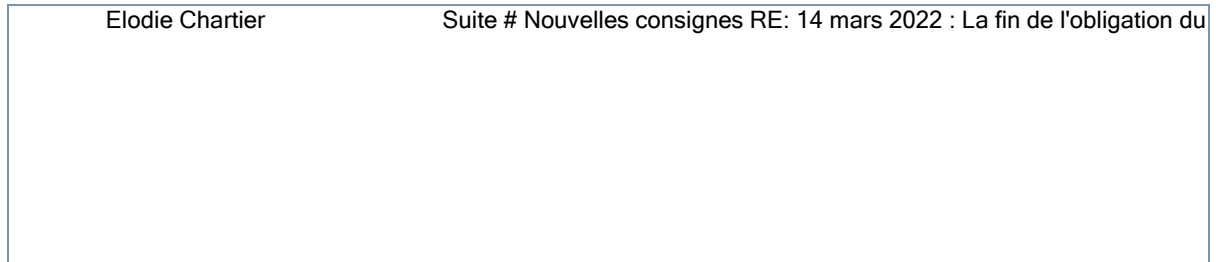 Elodie Chartier Suite # Nouvelles consignes RE: 14 mars 2022 : La fin de l'obligation du